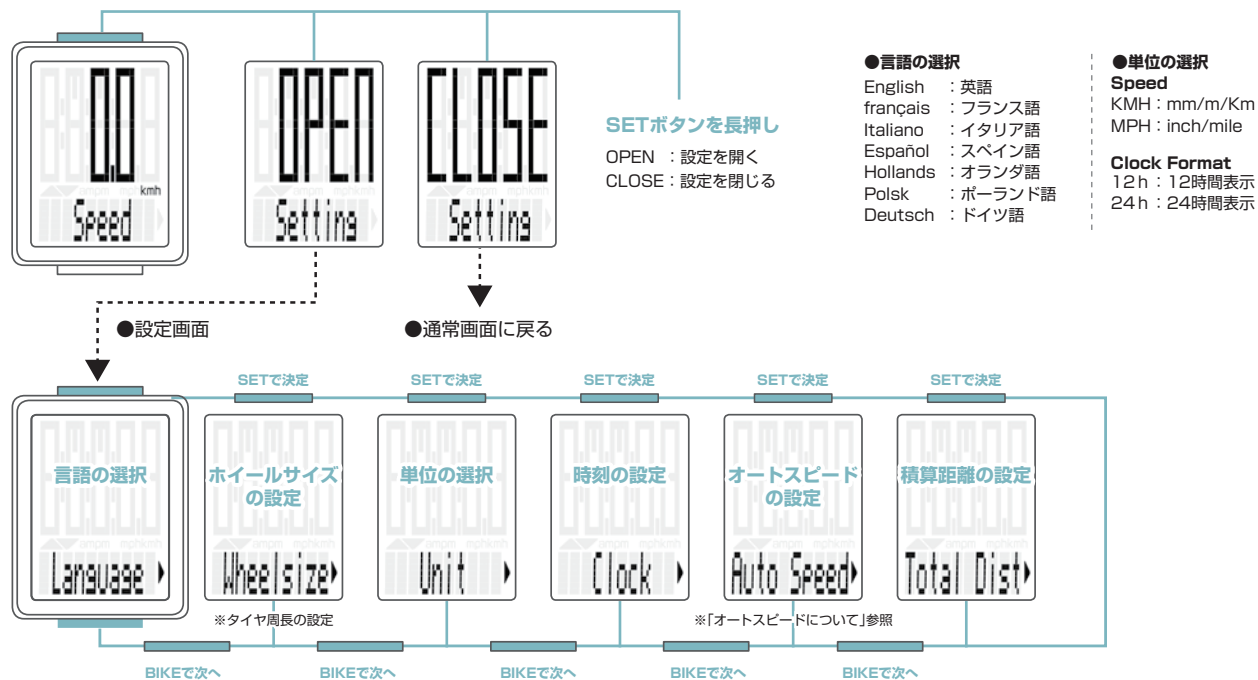 0.0
kmh
Speed
OPEN
Setting
CLOSE
Setting
SETボタンを長押し
OPEN ：設定を開く
CLOSE：設定を閉じる
●言語の選択
English ：英語
français ：フランス語
Italiano ：イタリア語
Español ：スペイン語
Hollands ：オランダ語
Polsk ：ポーランド語
Deutsch ：ドイツ語
●単位の選択
Speed
KMH：mm/m/Km
MPH：inch/mile
Clock Format
12h：12時間表示
24h：24時間表示
●設定画面
●通常画面に戻る
SETで決定
SETで決定
SETで決定
SETで決定
SETで決定
言語の選択
Language
ホイールサイズ
の設定
Wheelsize
単位の選択
Unit
時刻の設定
Clock
オートスピード
の設定
Auto Speed
積算距離の設定
Total Dist
※タイヤ周長の設定
※「オートスピードについて」参照
BIKEで次へ
BIKEで次へ
BIKEで次へ
BIKEで次へ
BIKEで次へ